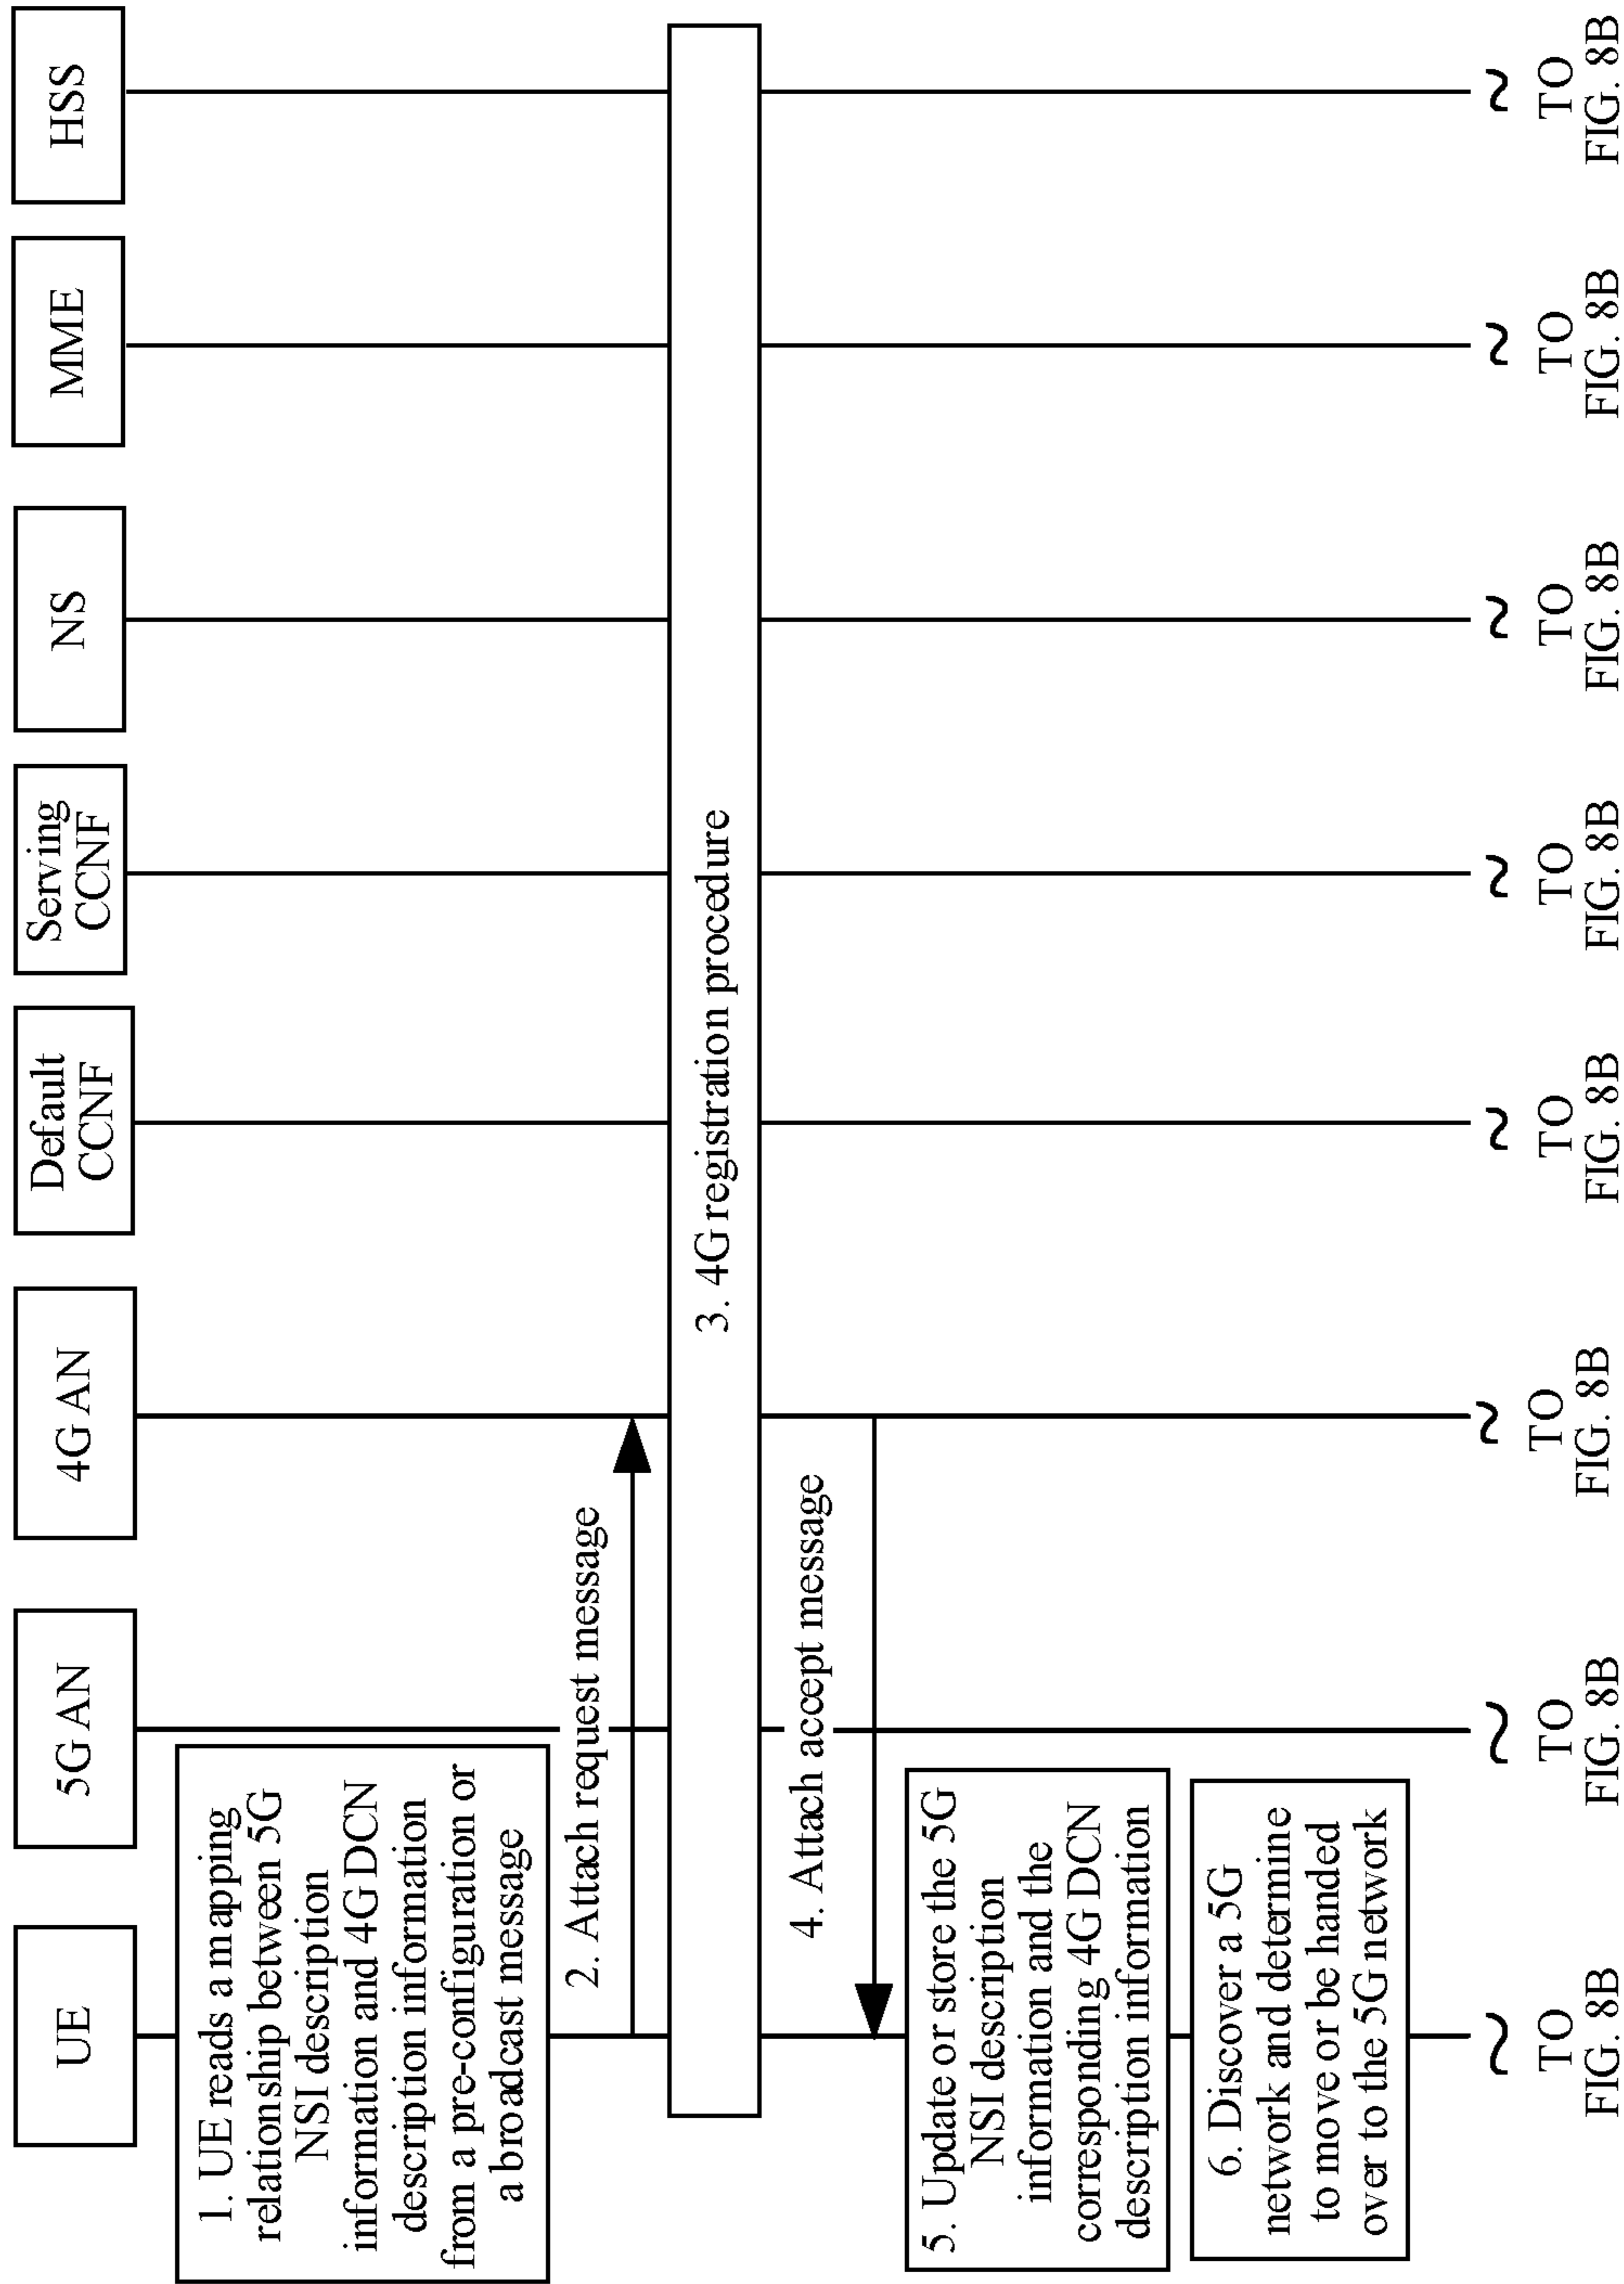 UE
5G AN
4G AN
Default
CCNF
Serving
CCNF
NS
MME
HSS
1. UE reads a mapping
relationship between 5G
NSI description
information and 4G DCN
description information
from a pre-configuration or
a broadcast message
2. Attach request message
3. 4G registration procedure
4. Attach accept message
5. Update or store the 5G
NSI description
information and the
corresponding 4G DCN
description information
6. Discover a 5G
network and determine
to move or be handed
over to the 5G network
TO
FIG. 8B
TO
FIG. 8B
TO
FIG. 8B
TO
FIG. 8B
TO
FIG. 8B
TO
FIG. 8B
TO
FIG. 8B
TO
FIG. 8B